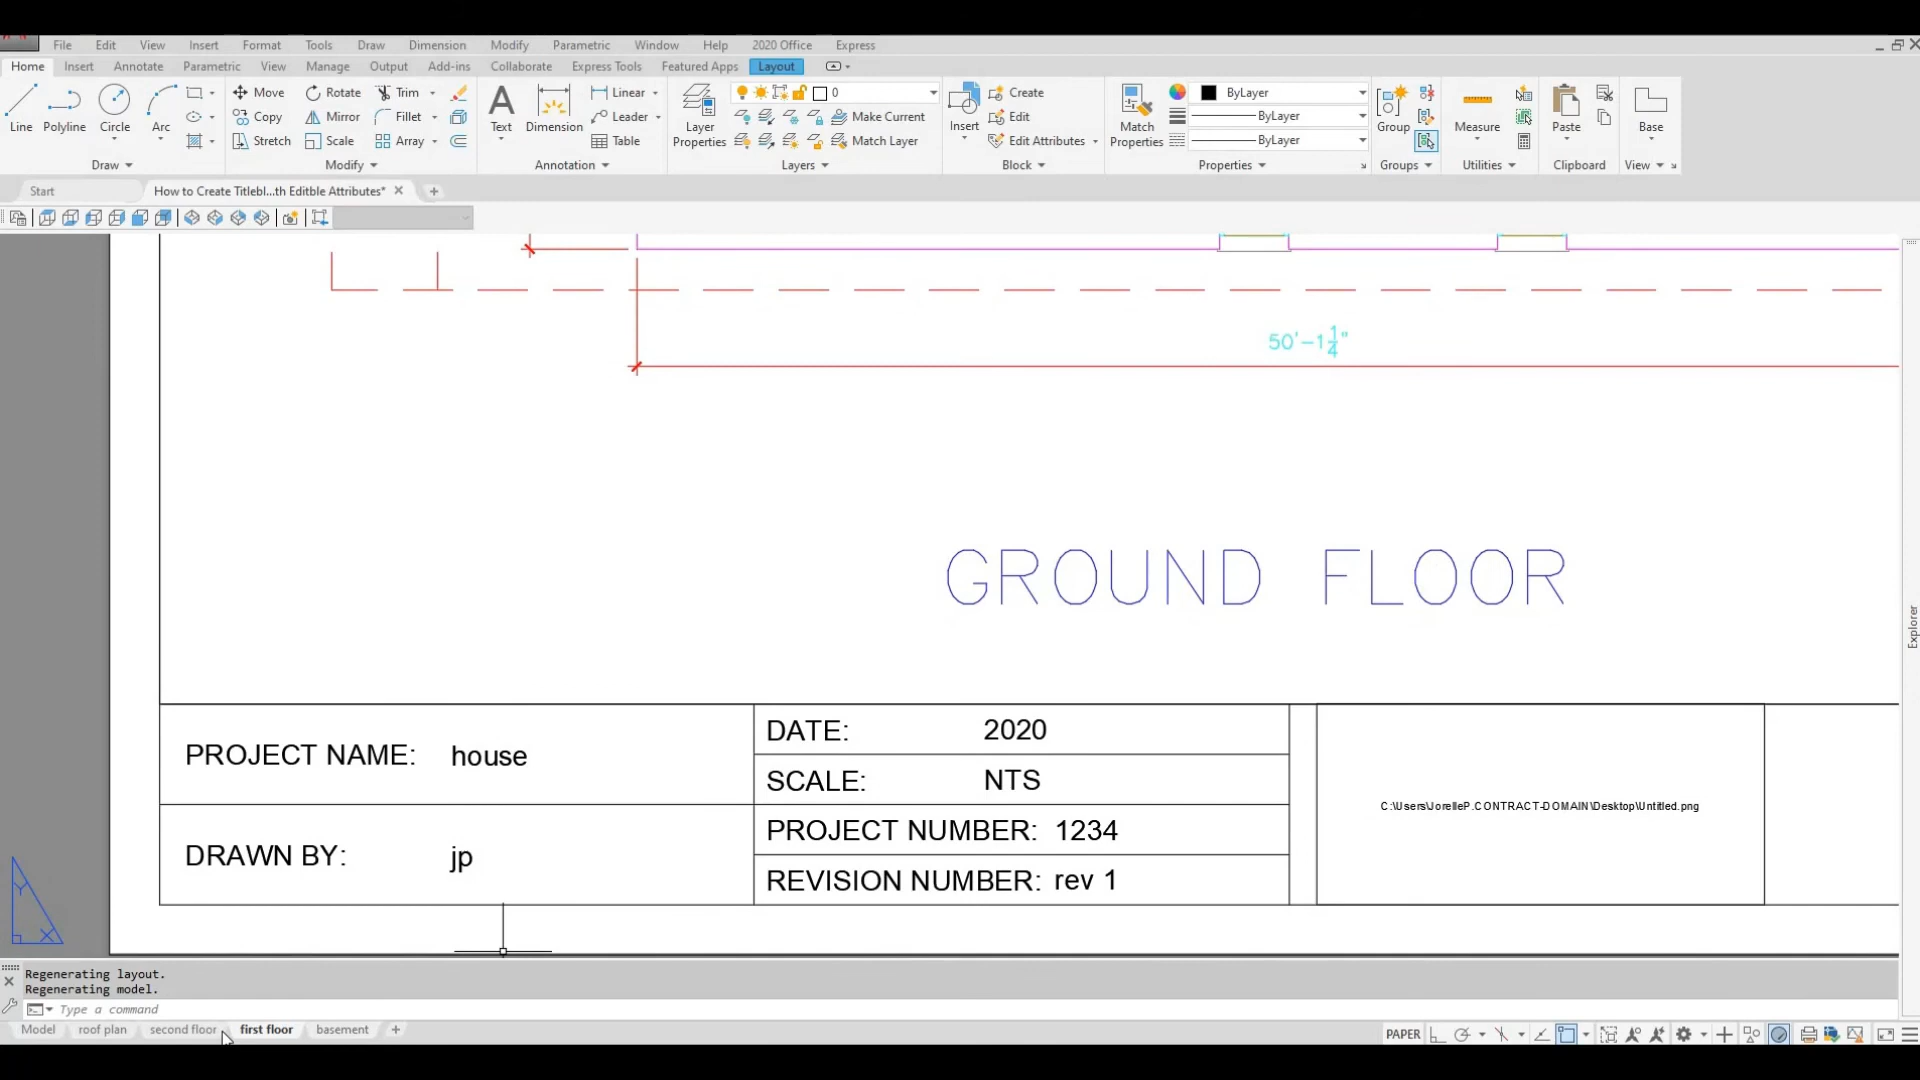 File Edit View Insert Format Tools Draw Dimension Modify Parametric Window Help 2020 Office Express
Home Insert Annotate Parametric View Manage Output Add-ins Collaborate Express Tools Featured Apps Layout
Line Polyline Circle Arc
Move Rotate Trim
Copy Mirror Fillet
Stretch Scale Array
Text Dimension
Linear
Leader
Table
Layer Properties
0
Make Current
Match Layer
Insert
Create
Edit
Edit Attributes
Match Properties
ByLayer
ByLayer
ByLayer
Group
Measure
Paste
Base
Draw Modify Annotation Layers Block Properties Groups Utilities Clipboard View
Start How to Create Titlebl...th Editble Attributes*
50'-1 1/4"
GROUND FLOOR
Explorer
PROJECT NAME: house
DRAWN BY: jp
DATE: 2020
SCALE: NTS
PROJECT NUMBER: 1234
REVISION NUMBER: rev 1
C:\Users\JorelleP.CONTRACT-DOMAIN\Desktop\Untitled.png
Y
X
Regenerating layout.
Regenerating model.
Type a command
Model roof plan second floor first floor basement
PAPER